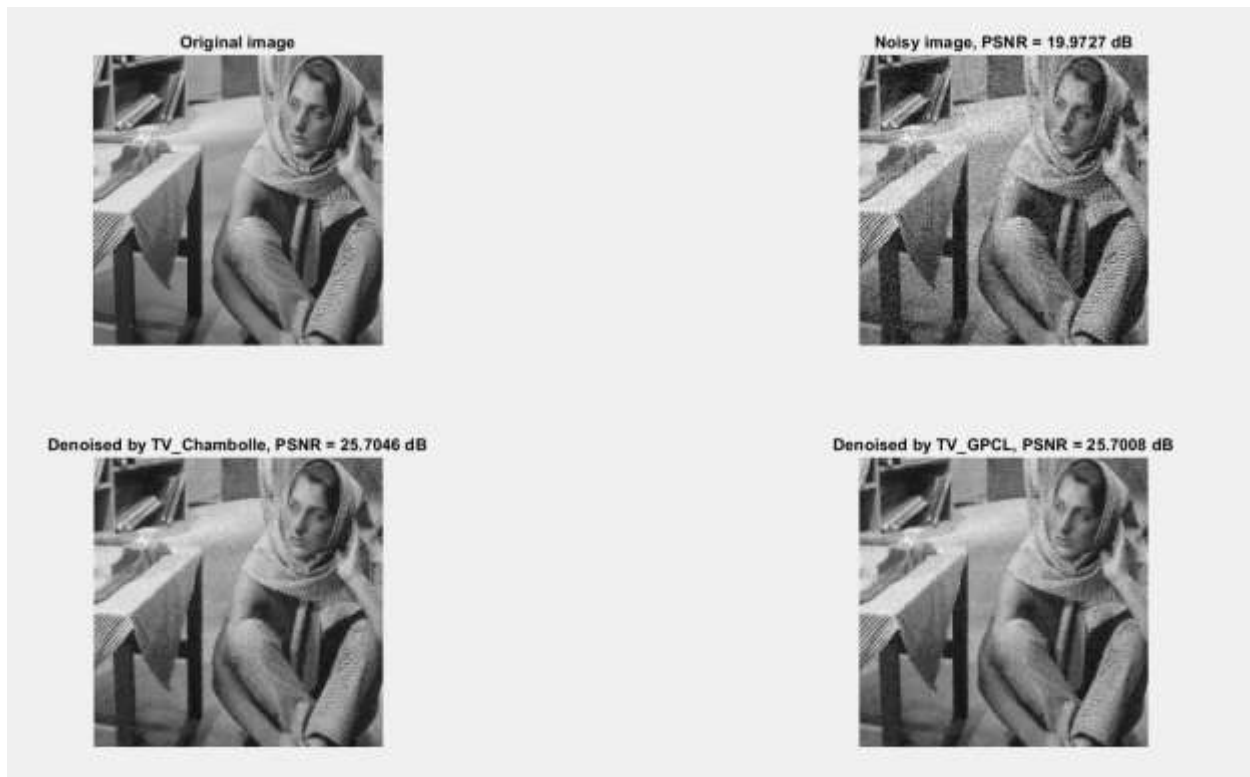 Original image
Noisy image, PSNR = 19.9727 dB
Denoised by TV_Chambolle, PSNR = 25.7046 dB
Denoised by TV_GPCL, PSNR = 25.7008 dB